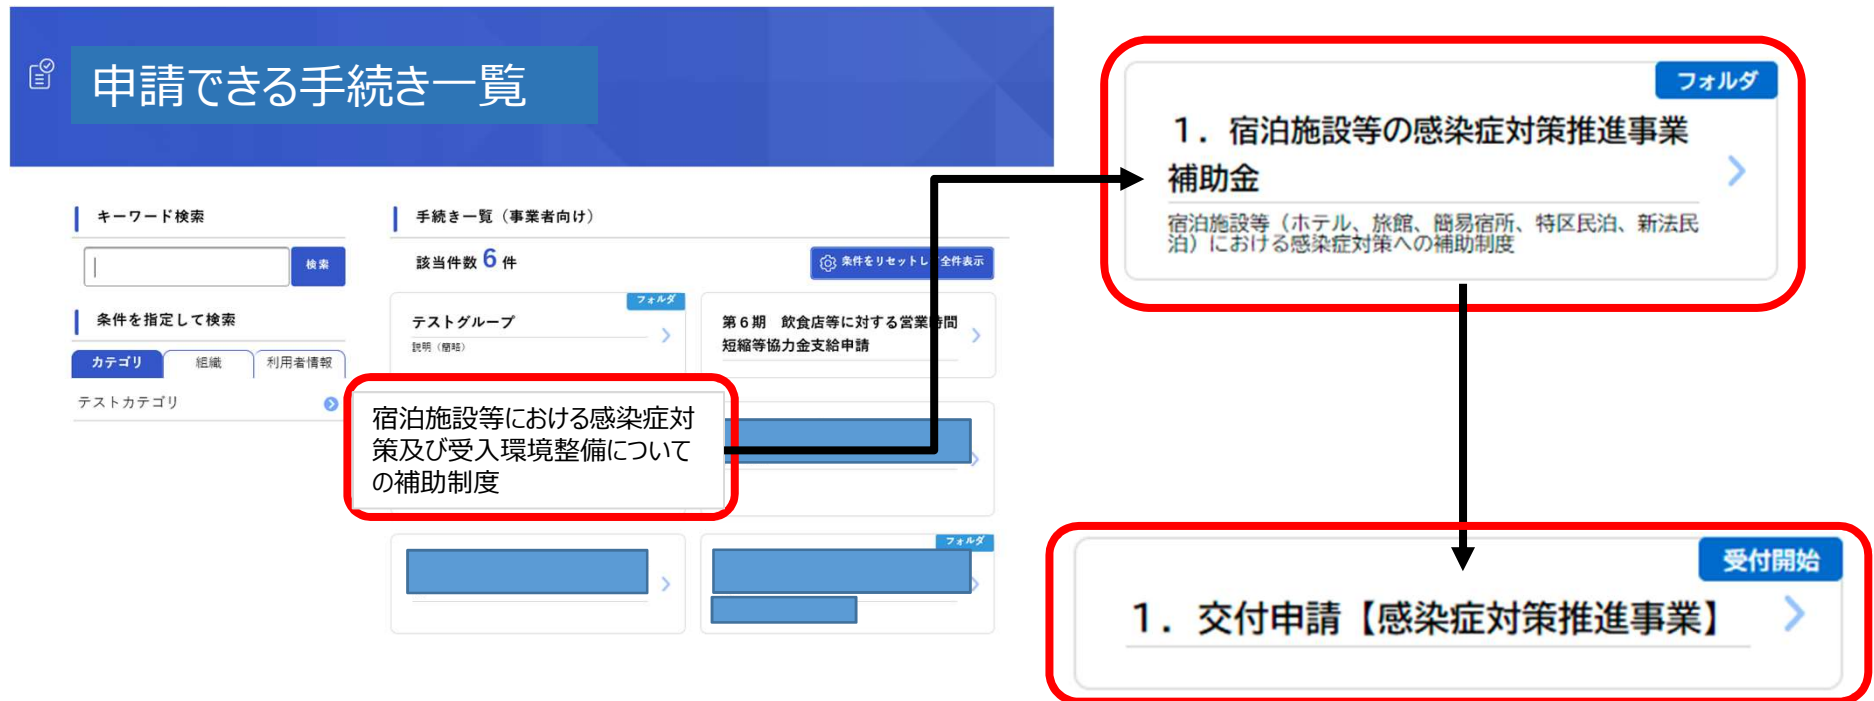 申請できる手続き一覧
キーワード検索
検索
条件を指定して検索
カテゴリ
組織
利用者情報
テストカテゴリ
手続き一覧（事業者向け）
該当件数 6 件
条件をリセットし 全件表示
フォルダ
テストグループ
説明（簡略）
第6期　飲食店等に対する営業時間
短縮等協力金支給申請
宿泊施設等における感染症対
策及び受入環境整備について
の補助制度
フォルダ
フォルダ
１．宿泊施設等の感染症対策推進事業
補助金
宿泊施設等（ホテル、旅館、簡易宿所、特区民泊、新法民
泊）における感染症対策への補助制度
受付開始
１．交付申請【感染症対策推進事業】